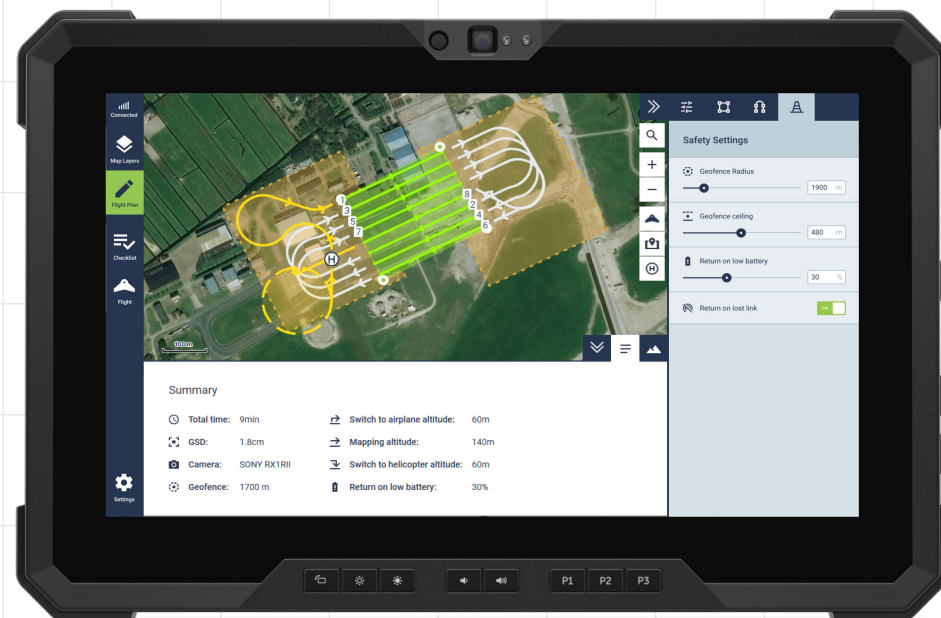 Connected
Map Layers
Flight Plan
Checklist
Flight
Settings
1
3
5
7
8
2
4
6
H
100m
H
Safety Settings
Geofence Radius
1900 m
Geofence ceiling
480 m
Return on low battery
30 %
Return on lost link
ON
Summary
Total time: 9min
GSD: 1.8cm
Camera: SONY RX1RII
Geofence: 1700 m
Switch to airplane altitude: 60m
Mapping altitude: 140m
Switch to helicopter altitude: 60m
Return on low battery: 30%
P1 P2 P3